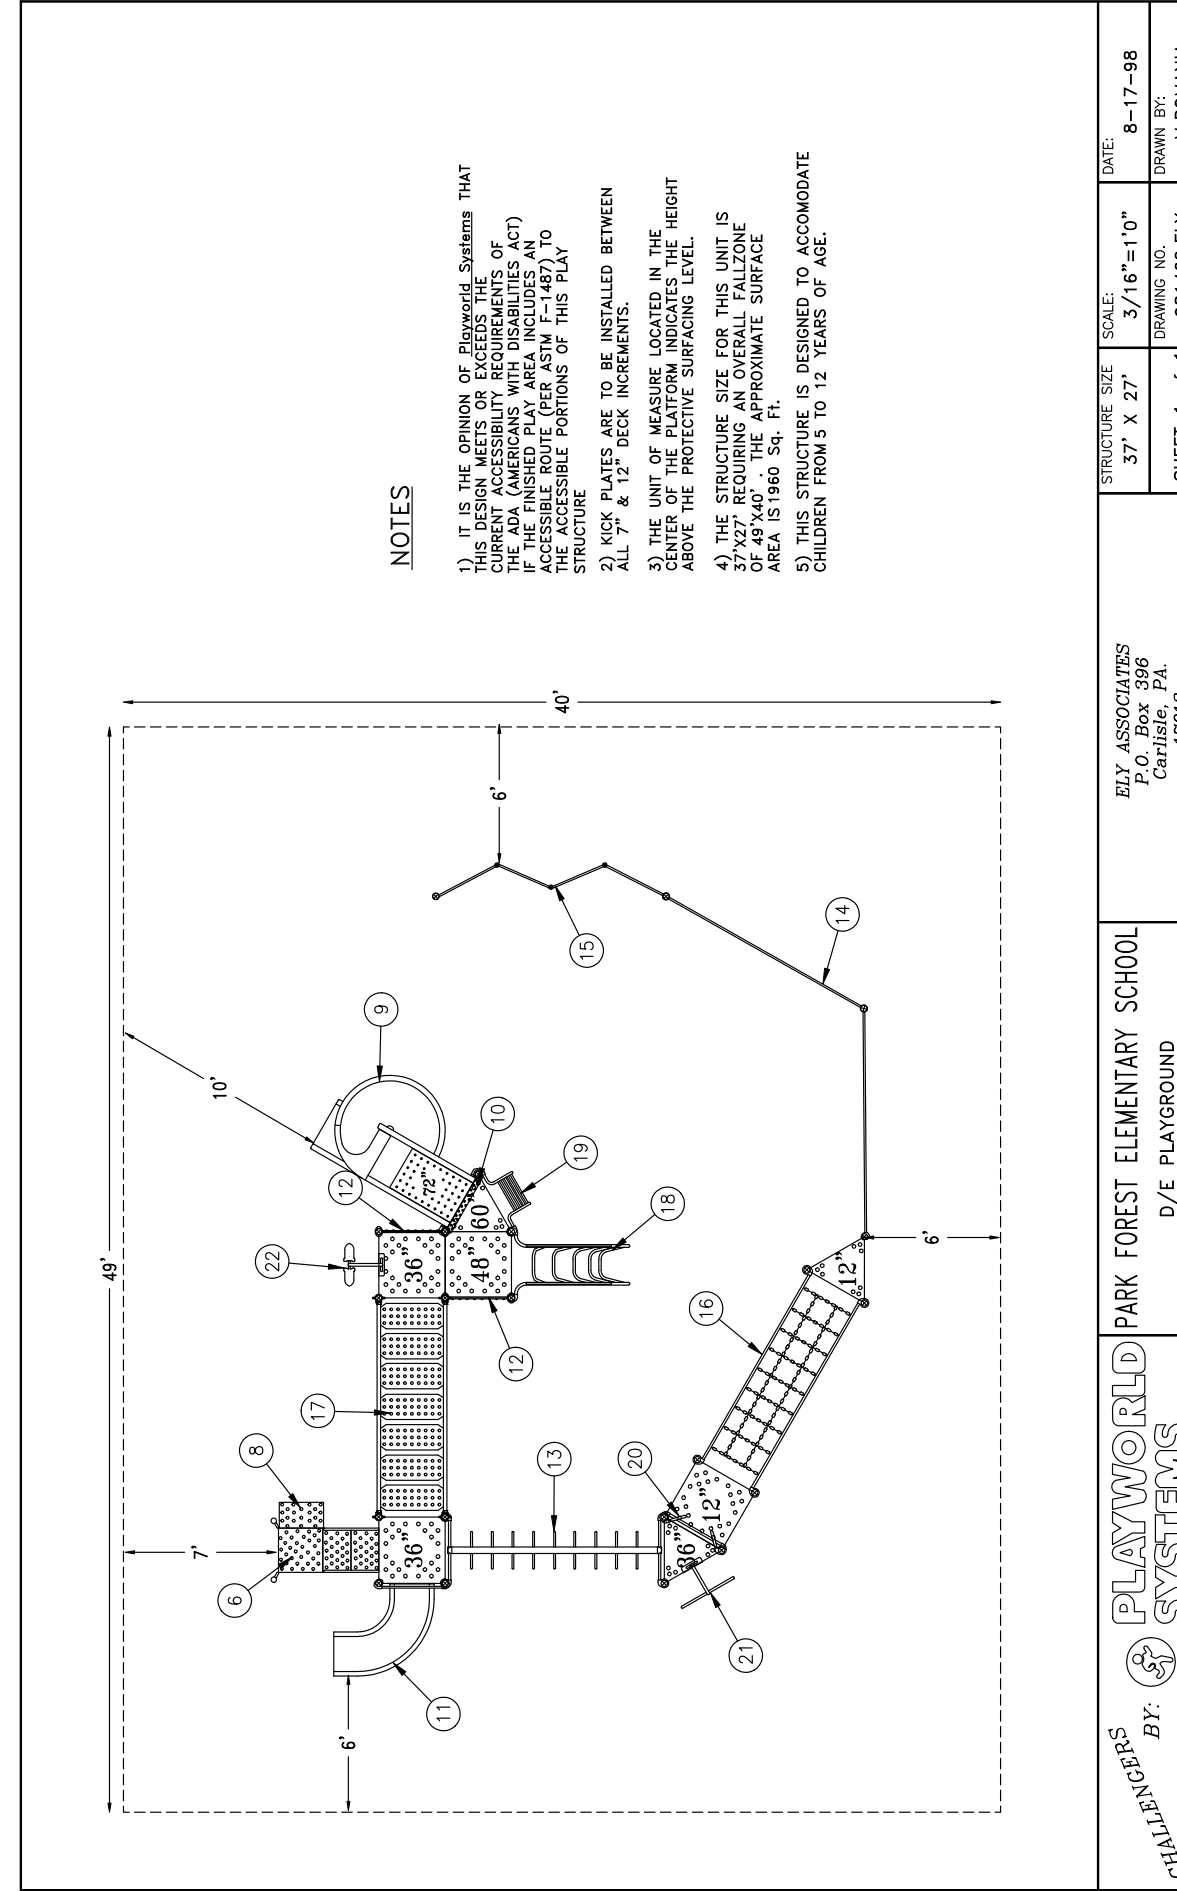 49'
40'
10'
7'
6'
6'
6'
22
12
9
10
19
18
8
17
12
6
11
13
20
16
21
15
14
72"
60"
36"
48"
36"
36"
12"
12"
NOTES
1) IT IS THE OPINION OF Playworld Systems THAT
THIS DESIGN MEETS OR EXCEEDS THE
CURRENT ACCESSIBILITY REQUIREMENTS OF
THE ADA (AMERICANS WITH DISABILITIES ACT)
IF THE FINISHED PLAY AREA INCLUDES AN
ACCESSIBLE ROUTE (PER ASTM F-1487) TO
THE ACCESSIBLE PORTIONS OF THIS PLAY
STRUCTURE
2) KICK PLATES ARE TO BE INSTALLED BETWEEN
ALL 7" & 12" DECK INCREMENTS.
3) THE UNIT OF MEASURE LOCATED IN THE
CENTER OF THE PLATFORM INDICATES THE HEIGHT
ABOVE THE PROTECTIVE SURFACING LEVEL.
4) THE STRUCTURE SIZE FOR THIS UNIT IS
37'X27' REQUIRING AN OVERALL FALLZONE
OF 49'X40' . THE APPROXIMATE SURFACE
AREA IS 1960 Sq. Ft.
5) THIS STRUCTURE IS DESIGNED TO ACCOMODATE
CHILDREN FROM 5 TO 12 YEARS OF AGE.
CHALLENGERS
BY:
PLAYWORLD
SYSTEMS
PARK FOREST ELEMENTARY SCHOOL
D/E PLAYGROUND
ELY ASSOCIATES
P.O. Box 396
Carlisle, PA.
STRUCTURE SIZE
37' X 27'
SCALE:
3/16"=1'0"
DRAWING NO.
DATE:
8-17-98
DRAWN BY: